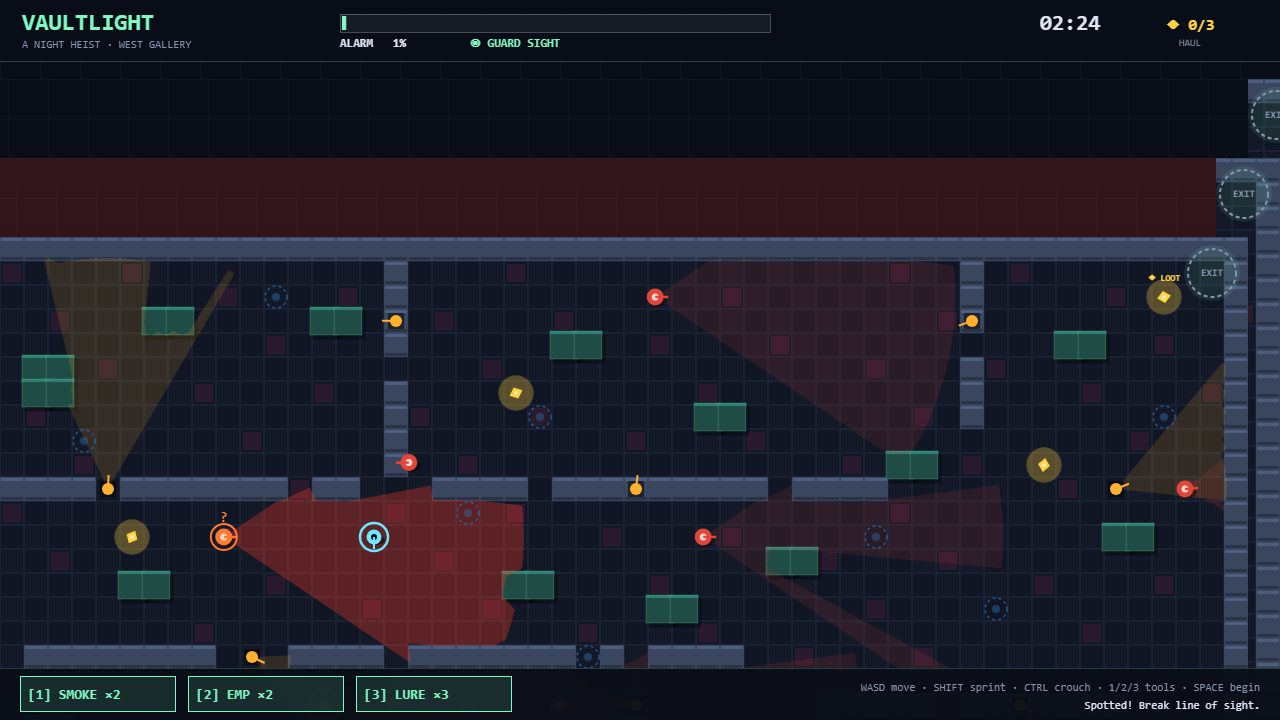 VAULTLIGHT
A NIGHT HEIST · WEST GALLERY
ALARM 1%
GUARD SIGHT
02:24
0/3
HAUL
EXIT
EXIT
LOOT
?
[1] SMOKE ×2
[2] EMP ×2
[3] LURE ×3
WASD move · SHIFT sprint · CTRL crouch · 1/2/3 tools · SPACE begin
Spotted! Break line of sight.